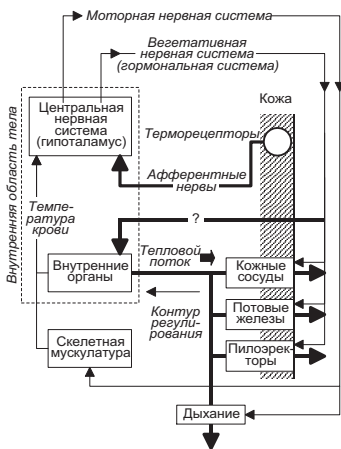 Моторная нервная система
Вегетативная
нервная система
(гормональная система)
Кожа
Центральная
нервная
система
(гипоталамус)
Терморецепторы
Афферентные
нервы
Внутренняя область тела
Темпе-
ратура
крови
?
Тепловой
поток
Внутренние
органы
Кожные
сосуды
Контур
регули-
рования
Потовые
железы
Скелетная
мускулатура
Пилоэрек-
торы
Дыхание